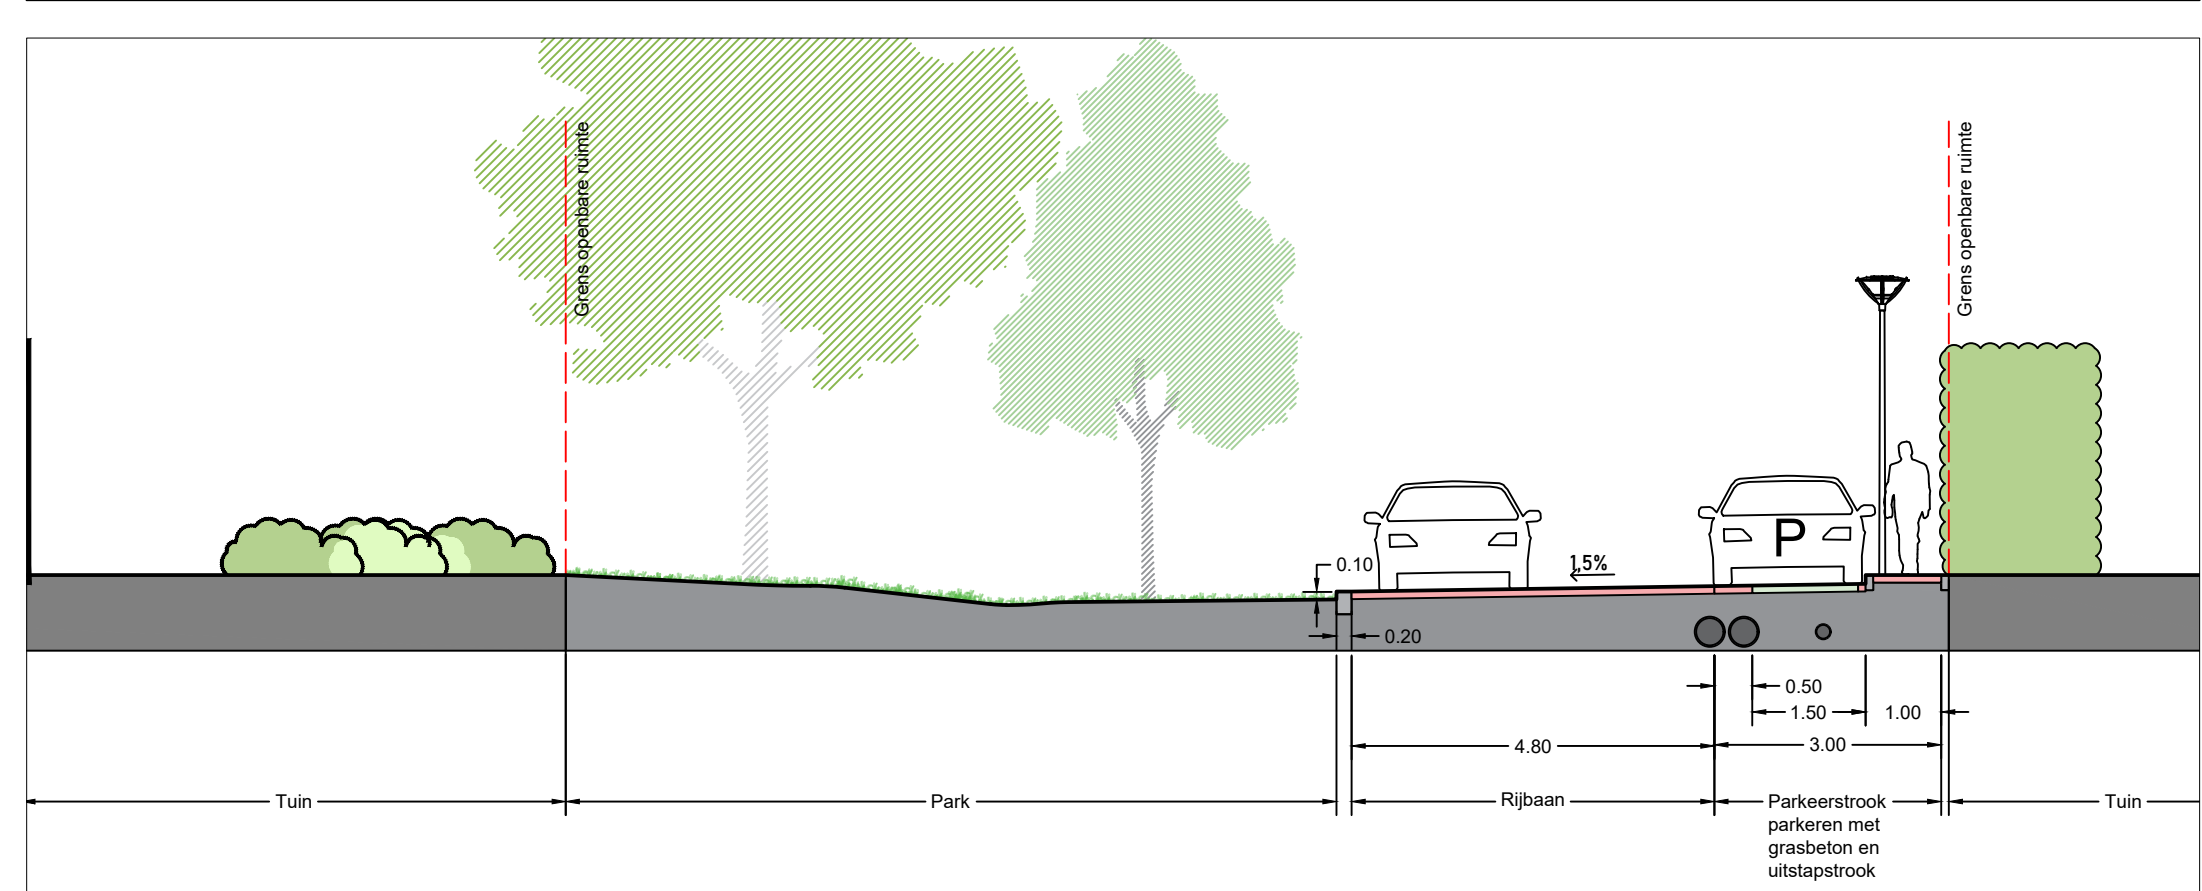 Grens openbare ruimte
Grens openbare ruimte
P
0.10
1,5%
0.20
0.50
1.50
1.00
4.80
3.00
Tuin
Park
Rijbaan
Parkeerstrook
parkeren met
grasbeton en
uitstapstrook
Tuin